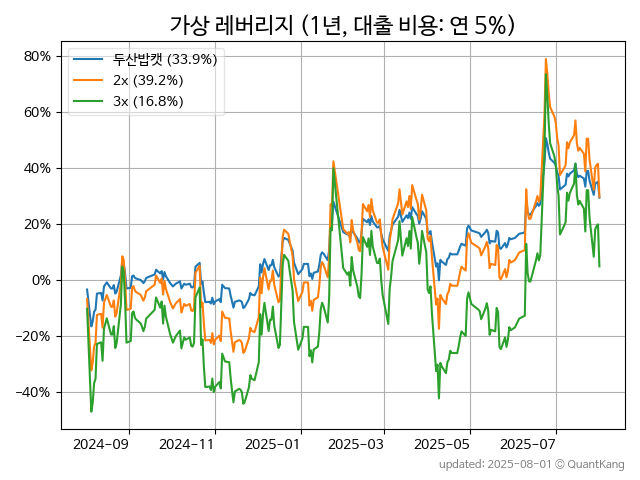 가상 레버리지 (1년, 대출 비용: 연 5%)
두산밥캣 (33.9%)
2x (39.2%)
3x (16.8%)
80%
60%
40%
20%
0%
−20%
−40%
2024-09 2024-11 2025-01 2025-03 2025-05 2025-07
updated: 2025-08-01 © QuantKang